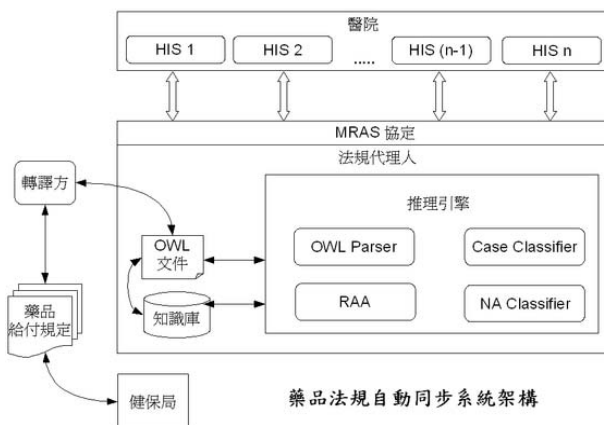 醫院
HIS 1
HIS 2
.....
HIS (n-1)
HIS n
MRAS 協定
法規代理人
轉譯方
推理引擎
OWL
文件
OWL Parser
Case Classifier
RAA
NA Classifier
知識庫
藥品
給付規定
健保局
藥品法規自動同步系統架構